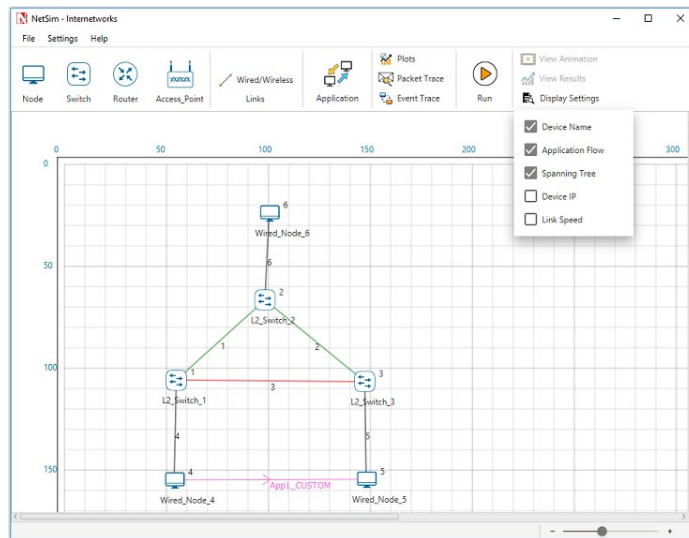 NetSim - Internetworks
File Settings Help
Node
Switch
Router
Access_Point
Wired/Wireless
Links
Application
Plots
Packet Trace
Event Trace
Run
View Animation
View Results
Display Settings
Device Name
Application Flow
Spanning Tree
Device IP
Link Speed
0 50 100 150 200 300
0
50
100
150
6
Wired_Node_6
6
2
L2_Switch_2
1
2
1
L2_Switch_1
3
3
L2_Switch_3
4
5
4
Wired_Node_4
App1_CUSTOM
5
Wired_Node_5
- +